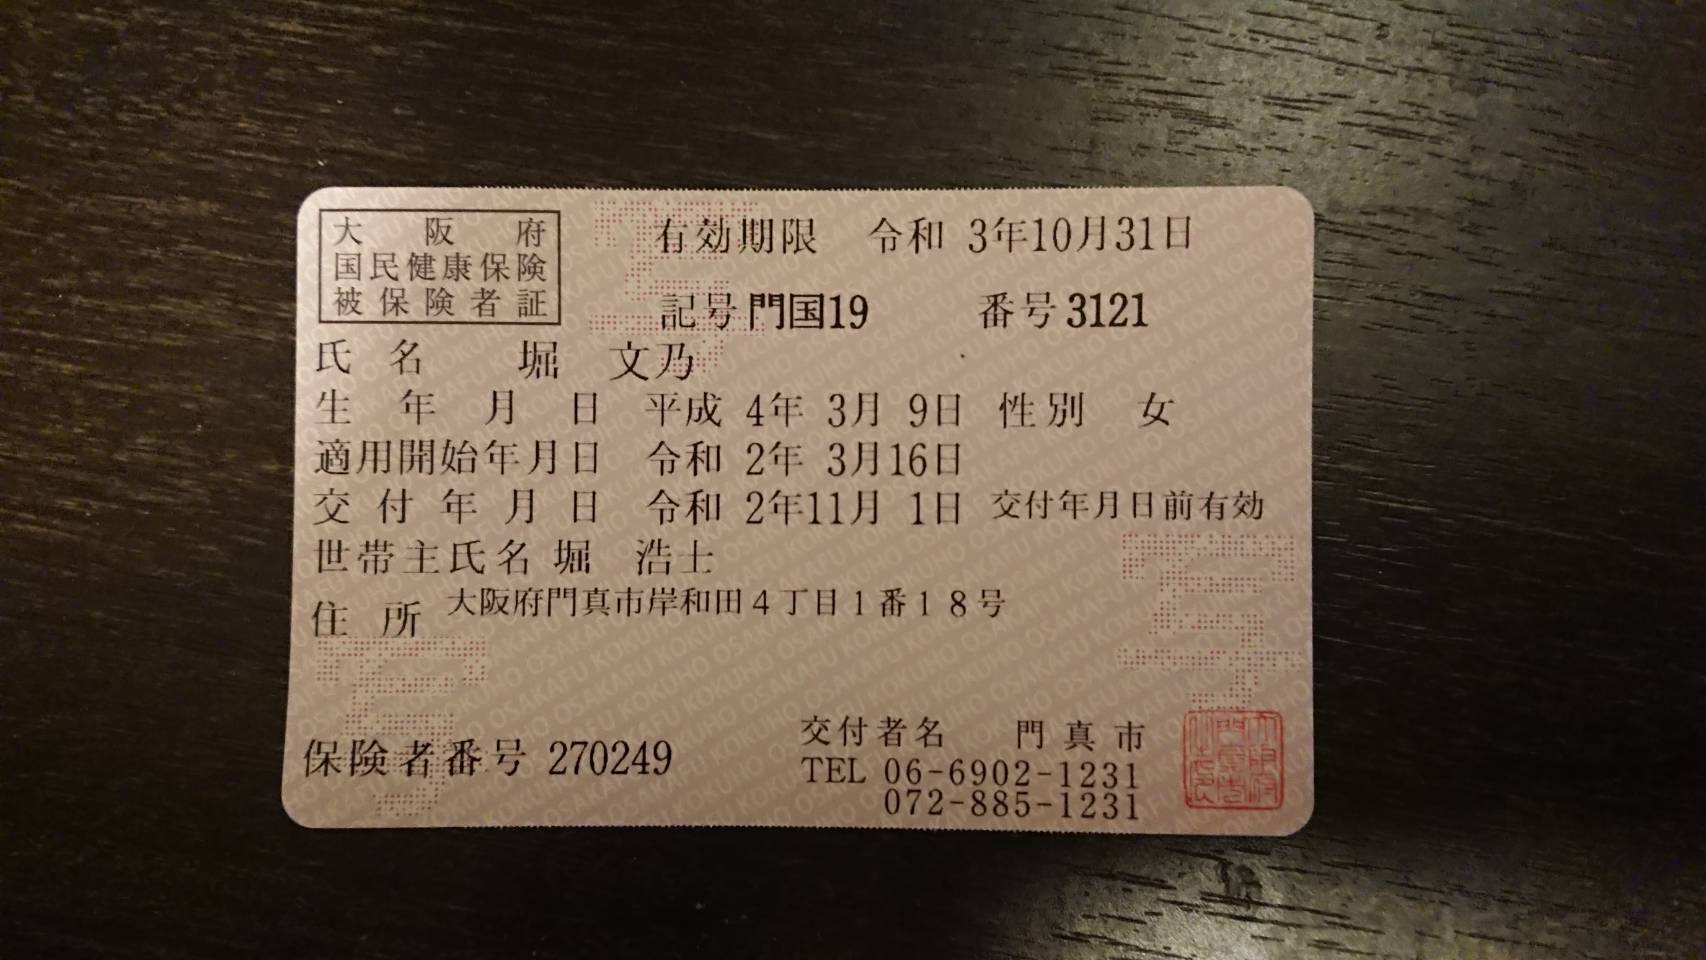 大阪府
国民健康保険
被保険者証
有効期限 令和 3年10月31日
記号 門国19 番号 3121
氏名 堀 文乃
生年月日 平成 4年 3月 9日 性別 女
適用開始年月日 令和 2年 3月16日
交付年月日 令和 2年11月 1日 交付年月日前有効
世帯主氏名 堀 浩士
住所 大阪府門真市岸和田4丁目1番18号
保険者番号 270249
交付者名 門真市
TEL 06-6902-1231
072-885-1231